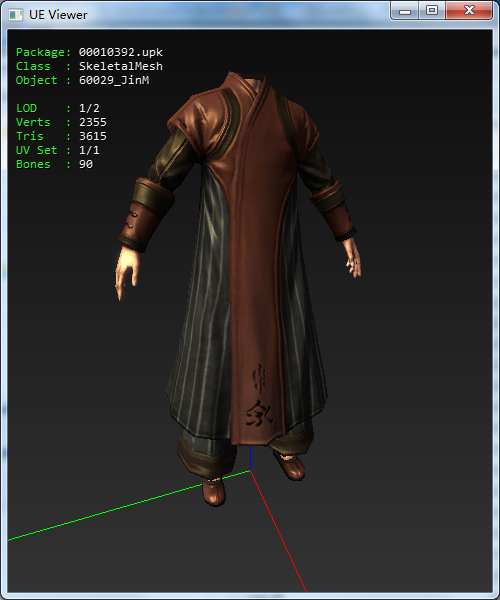 UE Viewer
Package: 00010392.upk
Class : SkeletalMesh
Object : 60029_JinM
LOD : 1/2
Verts : 2355
Tris : 3615
UV Set : 1/1
Bones : 90